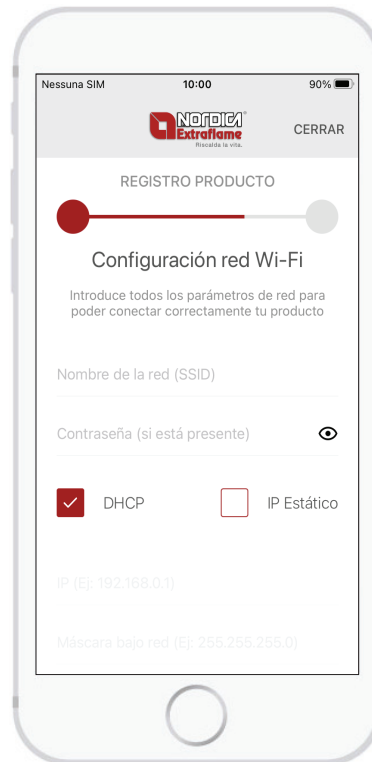 Nessuna SIM 10:00 90%
NORDICA®
Extraflame
Riscalda la vita.
CERRAR
REGISTRO PRODUCTO
Configuración red Wi-Fi
Introduce todos los parámetros de red para
poder conectar correctamente tu producto
Nombre de la red (SSID)
Contraseña (si está presente)
DHCP IP Estático
IP (Ej: 192.168.0.1)
Máscara bajo red (Ej: 255.255.255.0)